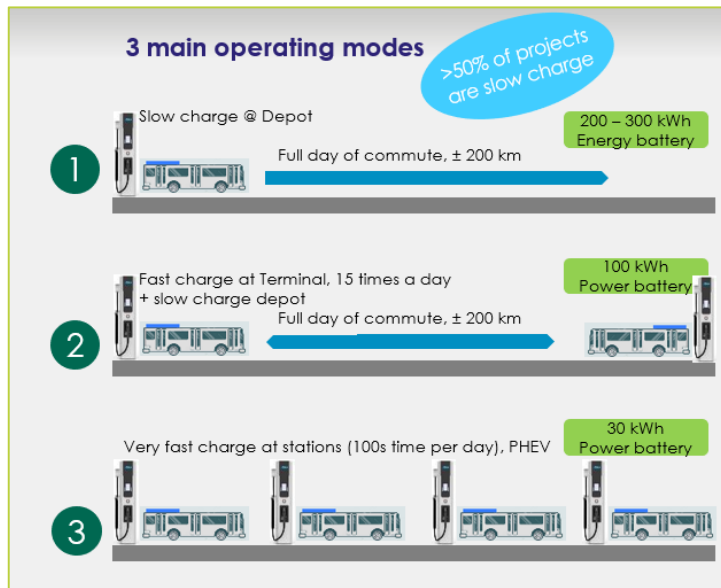 3 main operating modes
>50% of projects
are slow charge
Slow charge @ Depot
200 – 300 kWh
Energy battery
1
Full day of commute, ± 200 km
Fast charge at Terminal, 15 times a day
+ slow charge depot
100 kWh
Power battery
2
Full day of commute, ± 200 km
30 kWh
Power battery
Very fast charge at stations (100s time per day), PHEV
3